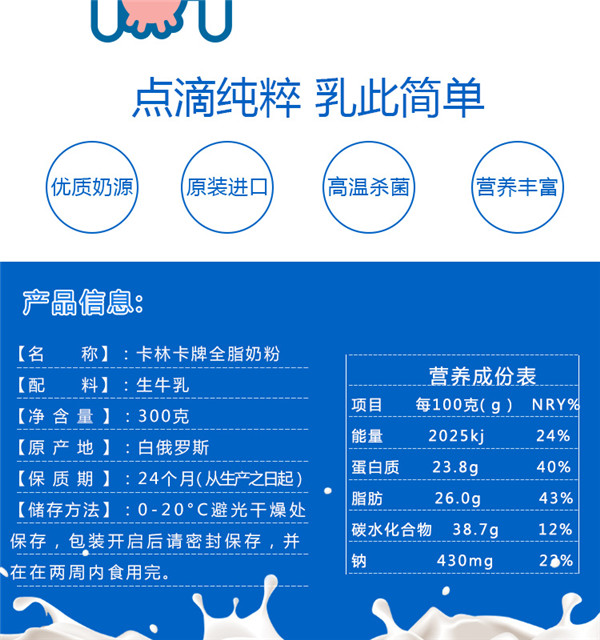 点滴纯粹 乳此简单
优质奶源 原装进口 高温杀菌 营养丰富
产品信息:
【名 称】:卡林卡牌全脂奶粉
【配 料】:生牛乳
【净 含 量】:300克
【原 产 地】:白俄罗斯
【保 质 期】:24个月(从生产之日起)
【储存方法】:0-20°C避光干燥处
保存，包装开启后请密封保存，并
在在两周内食用完。
营养成份表
项目 每100克(g) NRY%
能量 2025kj 24%
蛋白质 23.8g 40%
脂肪 26.0g 43%
碳水化合物 38.7g 12%
钠 430mg 22%